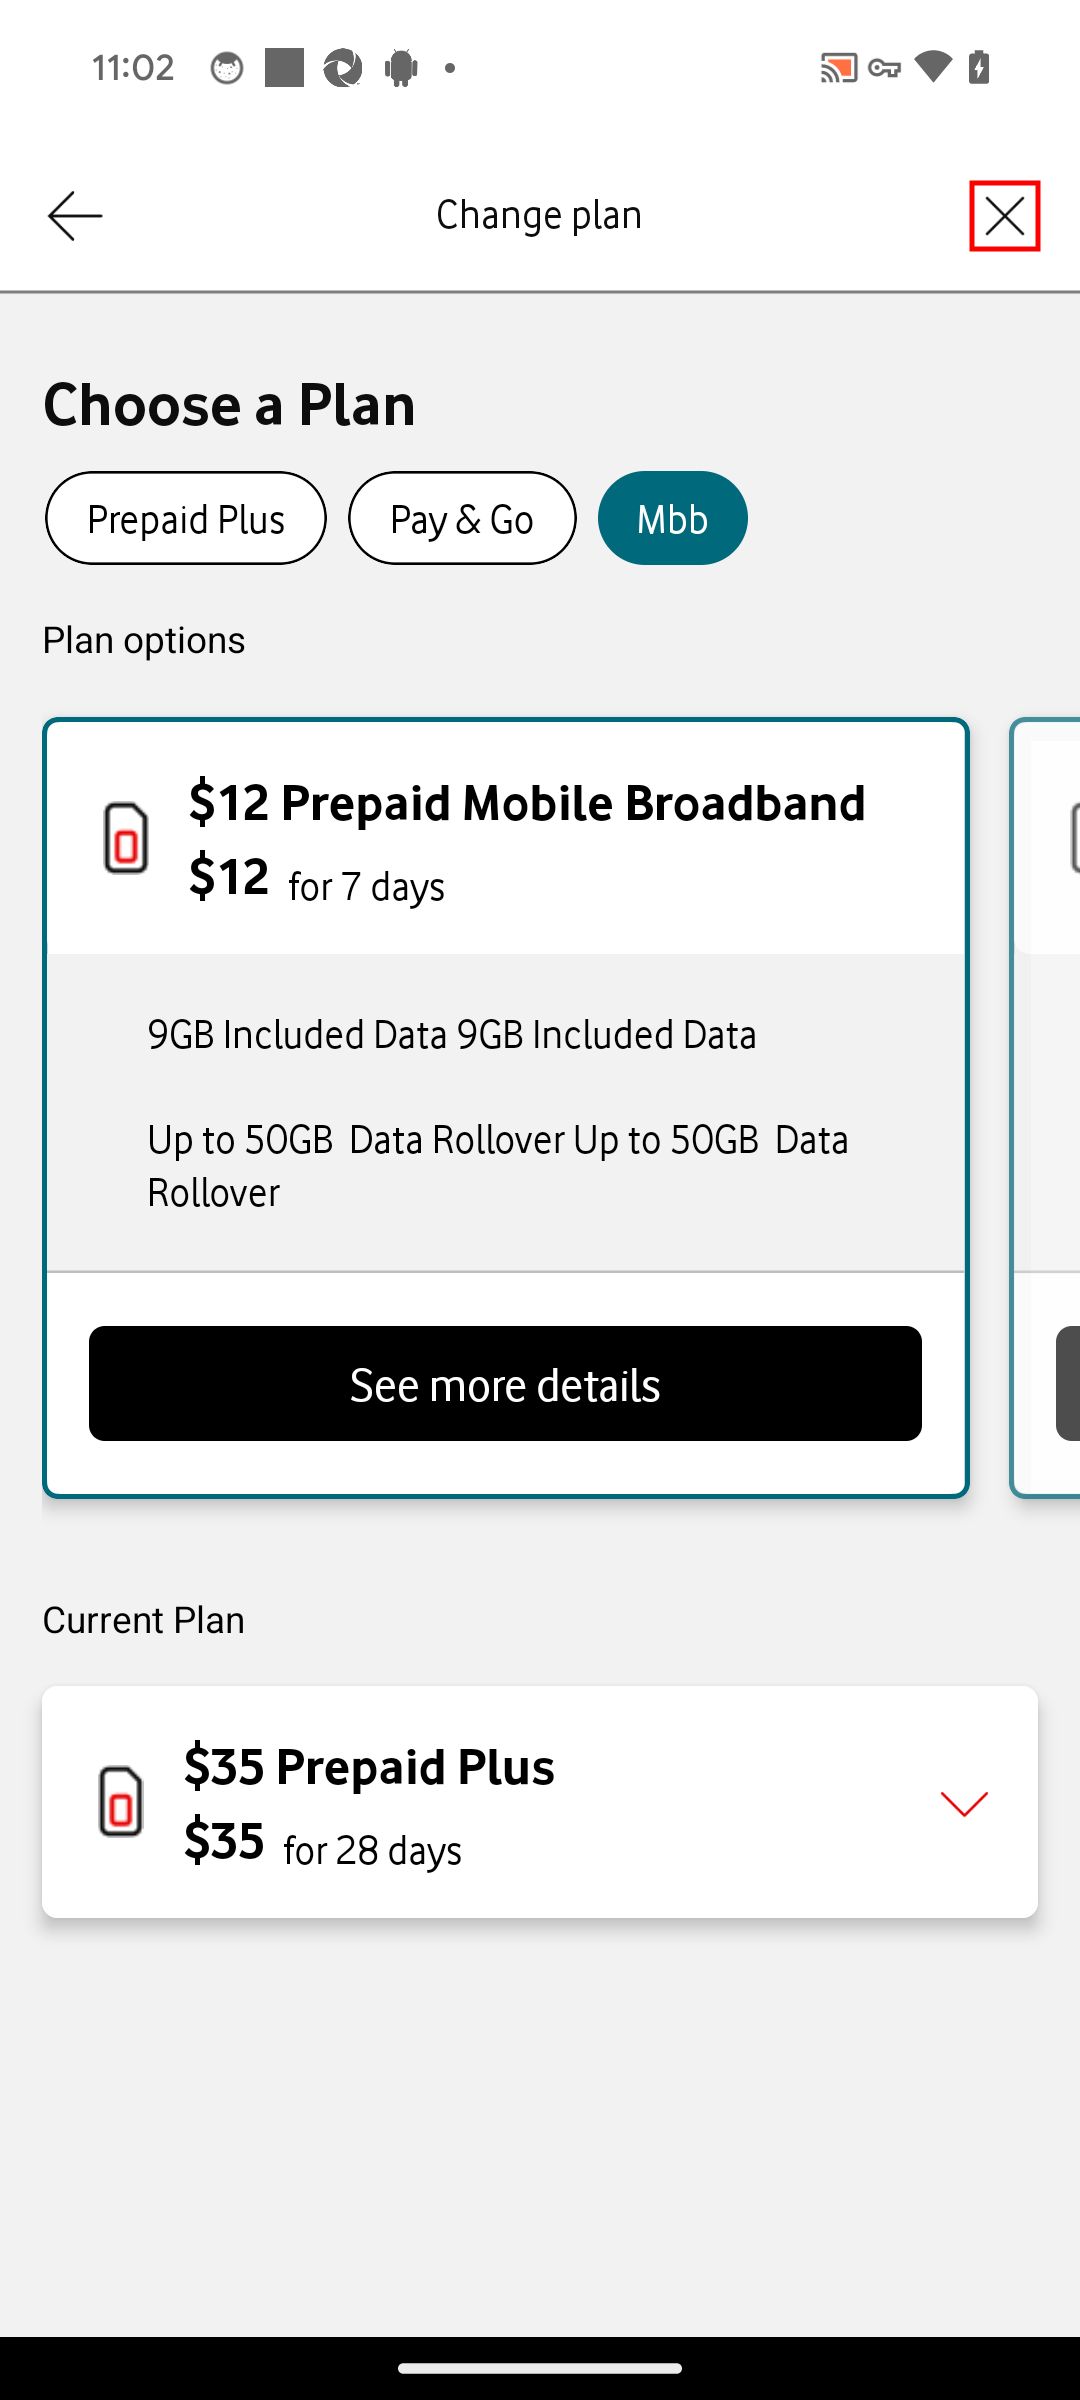 11:02
Change plan
Choose a Plan
Prepaid Plus
Pay & Go
Mbb
Plan options
$12 Prepaid Mobile Broadband
$12 for 7 days
9GB Included Data 9GB Included Data
Up to 50GB  Data Rollover Up to 50GB  Data
Rollover
See more details
Current Plan
$35 Prepaid Plus
$35 for 28 days